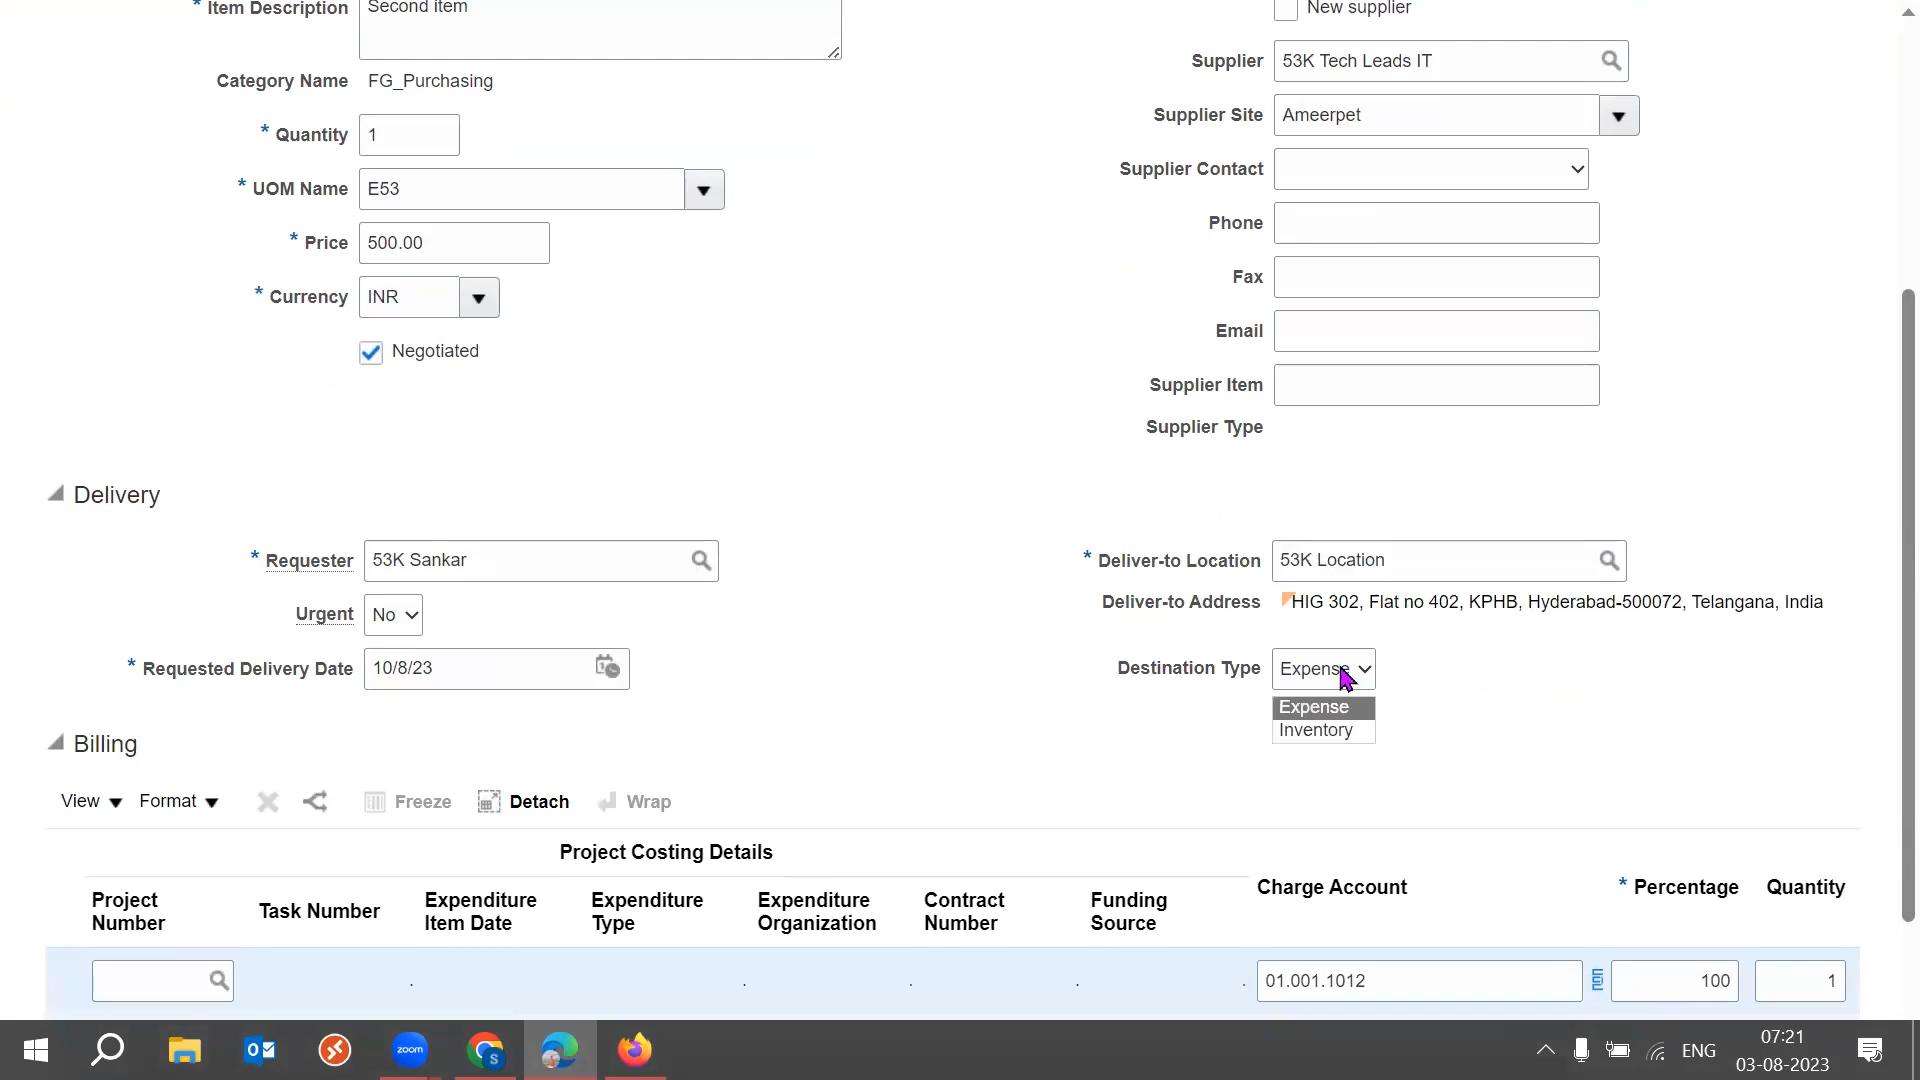 * Item Description
Second item
Category Name
FG_Purchasing
* Quantity
1
* UOM Name
E53
* Price
500.00
* Currency
INR
Negotiated
New supplier
Supplier
53K Tech Leads IT
Supplier Site
Ameerpet
Supplier Contact
Phone
Fax
Email
Supplier Item
Supplier Type
Delivery
* Requester
53K Sankar
Urgent
No
* Requested Delivery Date
10/8/23
* Deliver-to Location
53K Location
Deliver-to Address
HIG 302, Flat no 402, KPHB, Hyderabad-500072, Telangana, India
Destination Type
Expense
Expense
Inventory
Billing
View
Format
Freeze
Detach
Wrap
Project Costing Details
Project
Number
Task Number
Expenditure
Item Date
Expenditure
Type
Expenditure
Organization
Contract
Number
Funding
Source
Charge Account
* Percentage
Quantity
01.001.1012
100
1
zoom
S
ENG
07:21
03-08-2023